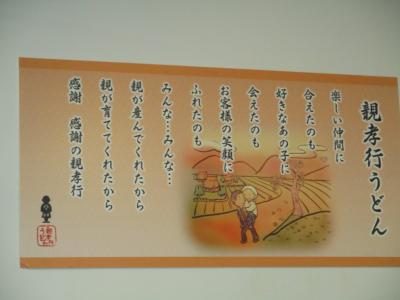 親孝行うどん
楽しい仲間に
合えたのも
好きなあの子に
会えたのも
お客様の笑顔に
ふれたのも
みんな…みんな…
親が産んでくれたから
親が育ててくれたから
感謝 感謝の親孝行